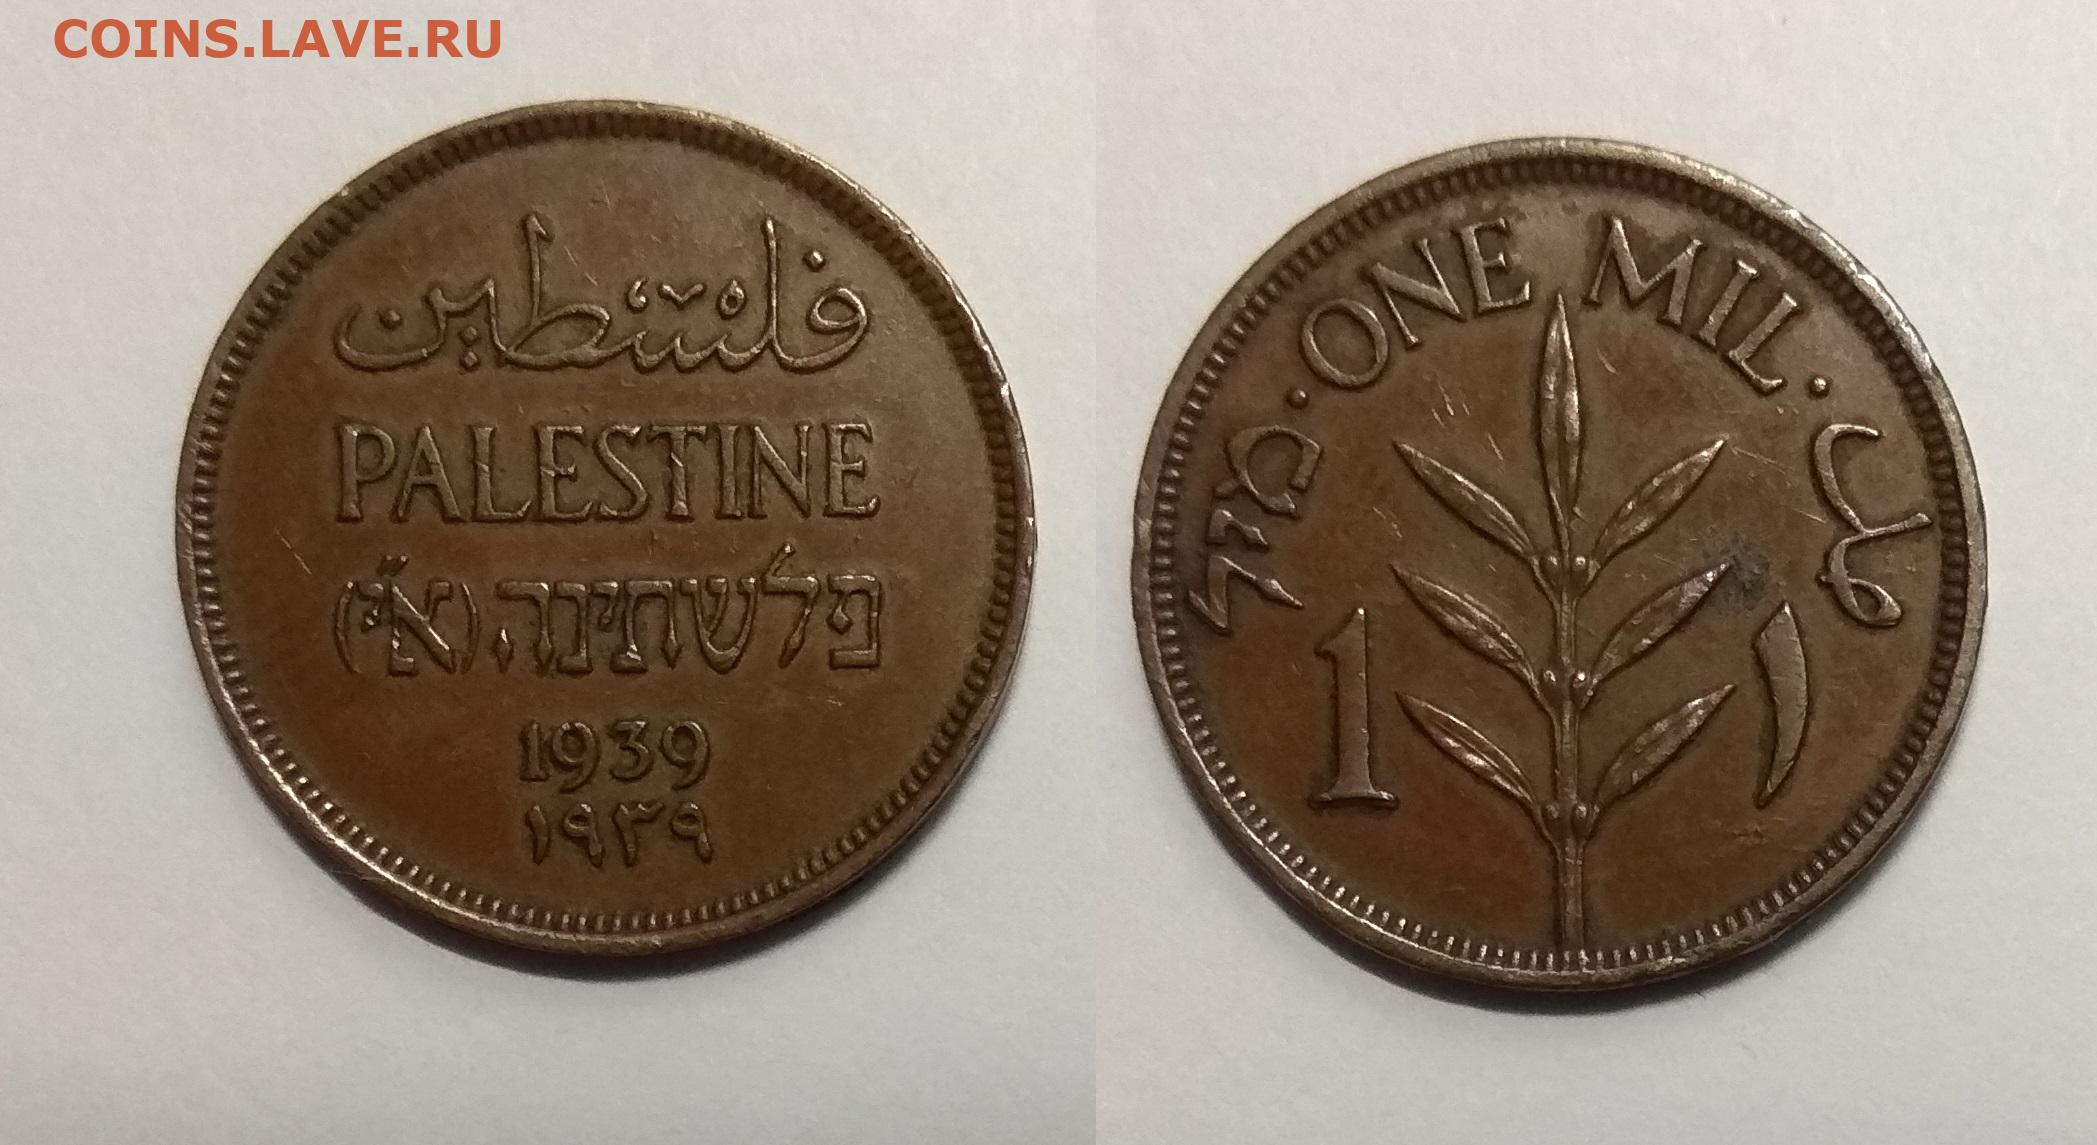 COINS.LAVE.RU
فلسطين
PALESTINE
פלשתינה (א״י)
1939
١٩٣٩
· ONE MIL ·
מיל
مل
1
١